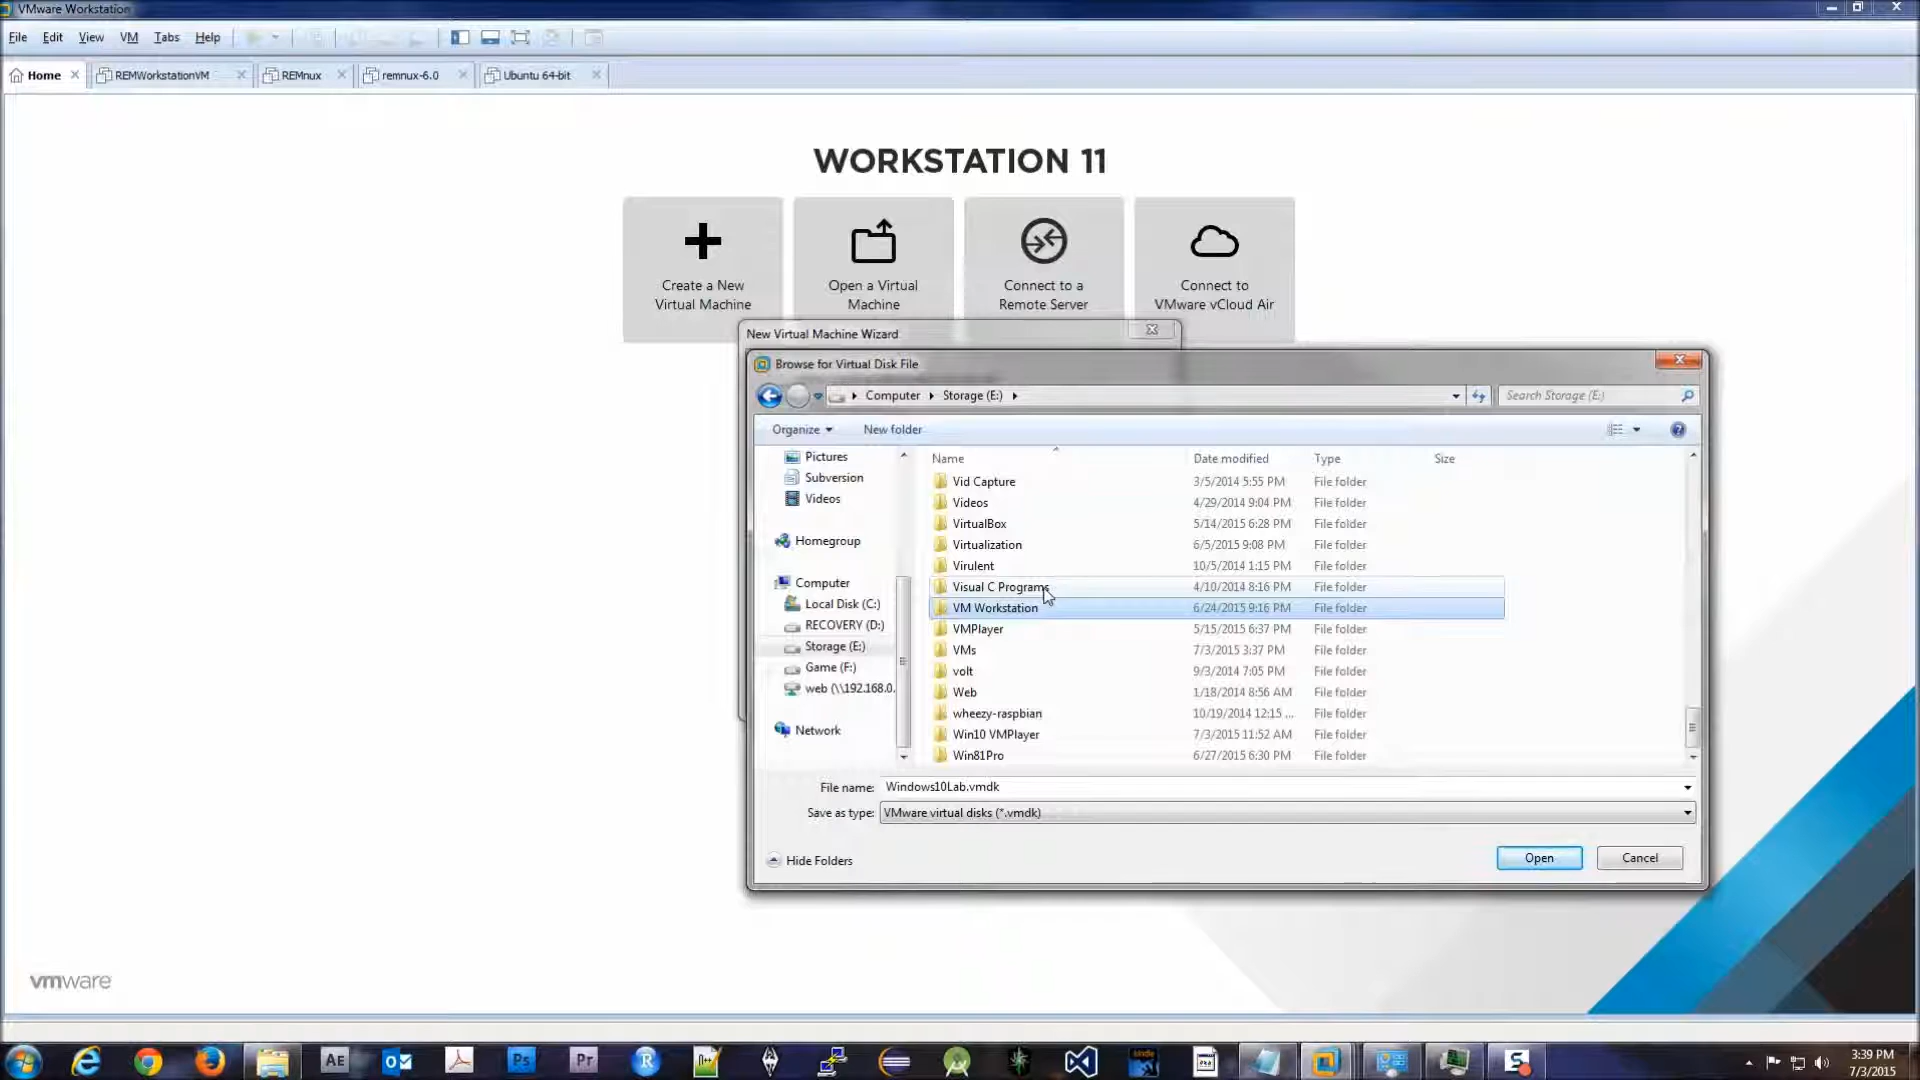 VMware Workstation
File Edit View VM Tabs Help
Home REMWorkstationVM REMnux remnux-6.0 Ubuntu 64-bit
WORKSTATION 11
Create a New
Virtual Machine
Open a Virtual
Machine
Connect to a
Remote Server
Connect to
VMware vCloud Air
New Virtual Machine Wizard
Browse for Virtual Disk File
Computer Storage (E:)
Search Storage (E:)
Organize New folder
Pictures
Subversion
Videos
Homegroup
Computer
Local Disk (C:)
RECOVERY (D:)
Storage (E:)
Game (F:)
web (\\192.168.0.
Network
Name Date modified Type Size
Vid Capture 3/5/2014 5:55 PM File folder
Videos 4/29/2014 9:04 PM File folder
VirtualBox 5/14/2015 6:28 PM File folder
Virtualization 6/5/2015 9:08 PM File folder
Virulent 10/5/2014 1:15 PM File folder
Visual C Programs 4/10/2014 8:16 PM File folder
VM Workstation 6/24/2015 9:16 PM File folder
VMPlayer 5/15/2015 6:37 PM File folder
VMs 7/3/2015 3:37 PM File folder
volt 9/3/2014 7:05 PM File folder
Web 1/18/2014 8:56 AM File folder
wheezy-raspbian 10/19/2014 12:15 ... File folder
Win10 VMPlayer 7/3/2015 11:52 AM File folder
Win81Pro 6/27/2015 6:30 PM File folder
File name: Windows10Lab.vmdk
Save as type: VMware virtual disks (*.vmdk)
Hide Folders
Open Cancel
vmware
AE
Ps
Pr
R
3:39 PM
7/3/2015